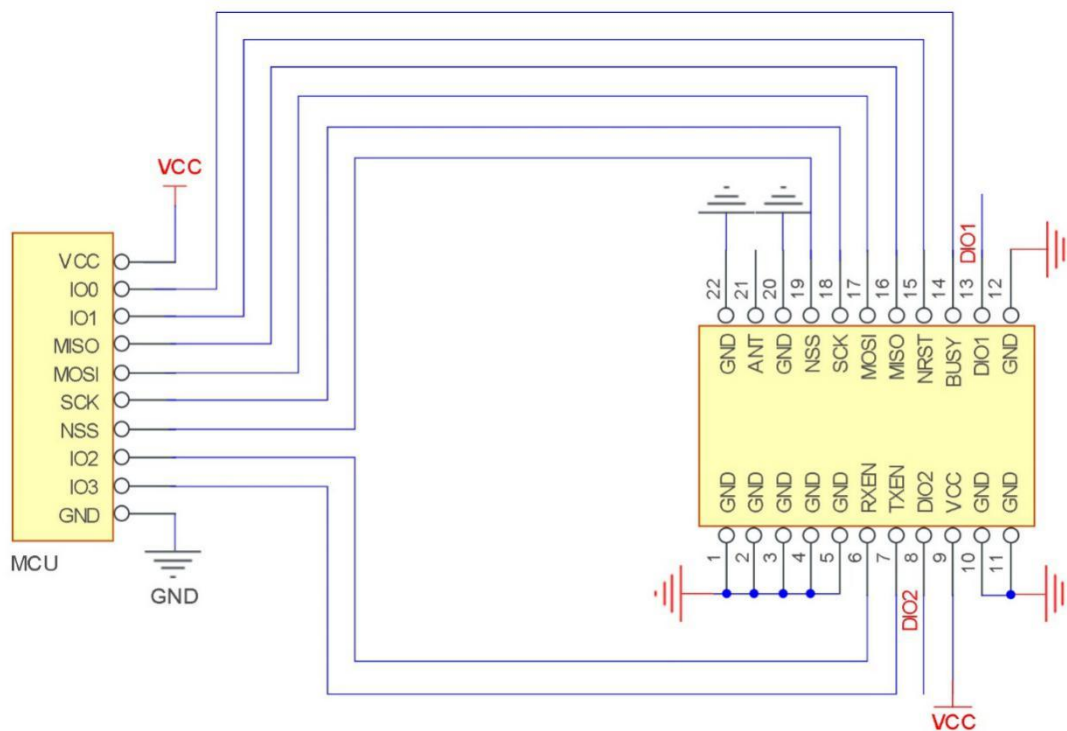 VCC
VCC
IO0
IO1
MISO
MOSI
SCK
NSS
IO2
IO3
GND
MCU
GND
DIO1
22 21 20 19 18 17 16 15 14 13 12
GND ANT GND NSS SCK MOSI MISO NRST BUSY DIO1 GND
GND GND GND GND GND RXEN TXEN DIO2 VCC GND GND
1 2 3 4 5 6 7 8 9 10 11
DIO2
VCC